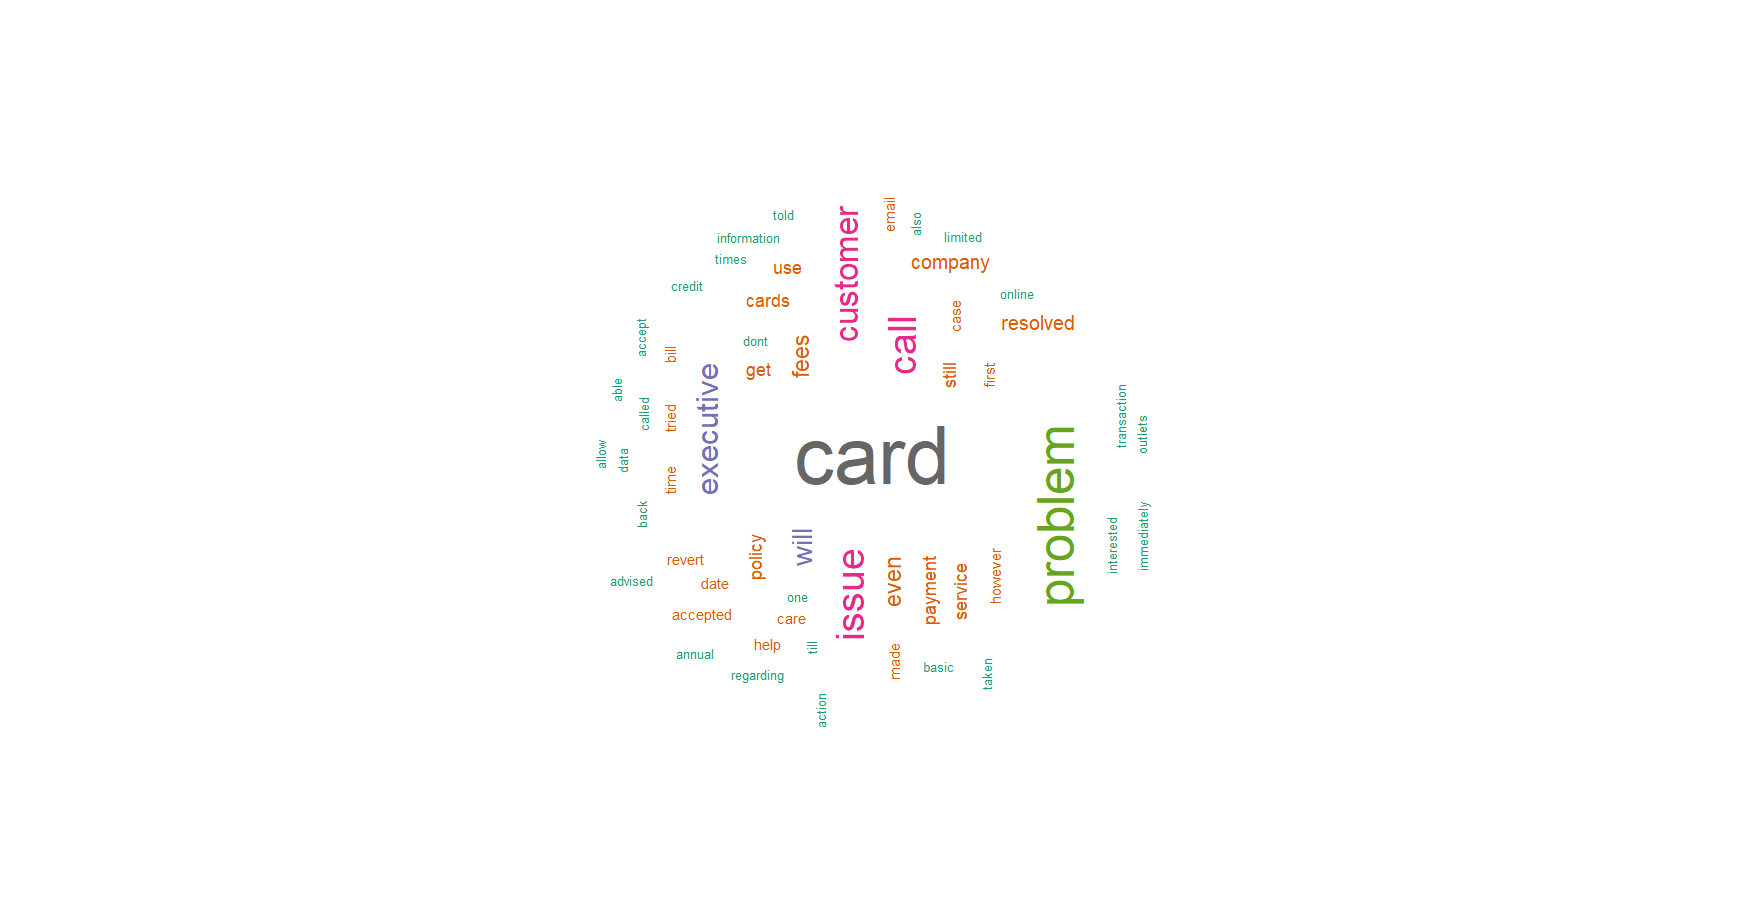 told
email
also
information
customer
limited
times
use
company
credit
cards
online
case
resolved
accept
bill
dont
fees
call
get
still
first
able
called
tried
executive
transaction
outlets
allow
data
card
problem
time
back
will
policy
issue
interested
immediately
revert
even
payment
service
however
advised
date
one
accepted
care
help
till
annual
made
basic
taken
regarding
action